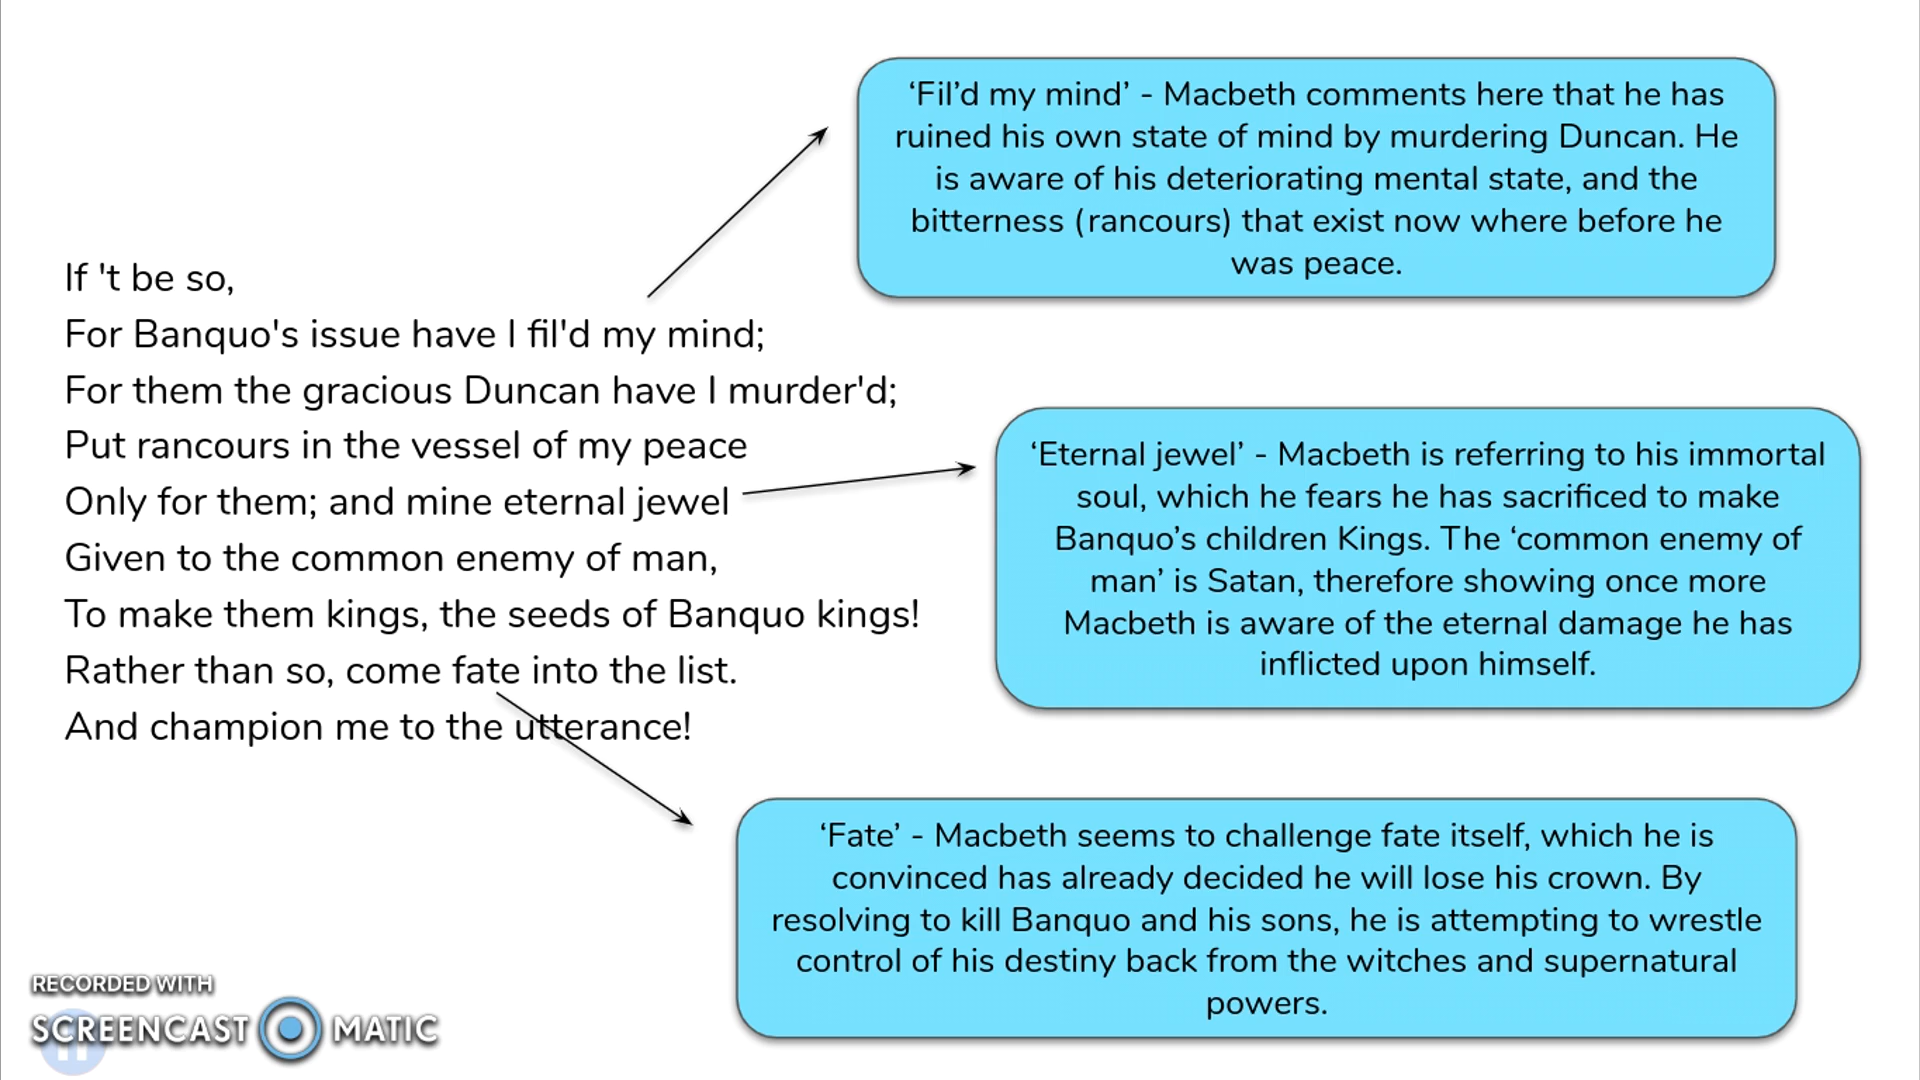 ‘Fil’d my mind’ - Macbeth comments here that he has
ruined his own state of mind by murdering Duncan. He
is aware of his deteriorating mental state, and the
bitterness (rancours) that exist now where before he
was peace.
If 't be so,
For Banquo's issue have I fil'd my mind;
For them the gracious Duncan have I murder'd;
Put rancours in the vessel of my peace
Only for them; and mine eternal jewel
Given to the common enemy of man,
To make them kings, the seeds of Banquo kings!
Rather than so, come fate into the list.
And champion me to the utterance!
‘Eternal jewel’ - Macbeth is referring to his immortal
soul, which he fears he has sacrificed to make
Banquo’s children Kings. The ‘common enemy of
man’ is Satan, therefore showing once more
Macbeth is aware of the eternal damage he has
inflicted upon himself.
‘Fate’ - Macbeth seems to challenge fate itself, which he is
convinced has already decided he will lose his crown. By
resolving to kill Banquo and his sons, he is attempting to wrestle
control of his destiny back from the witches and supernatural
powers.
RECORDED WITH
SCREENCAST MATIC